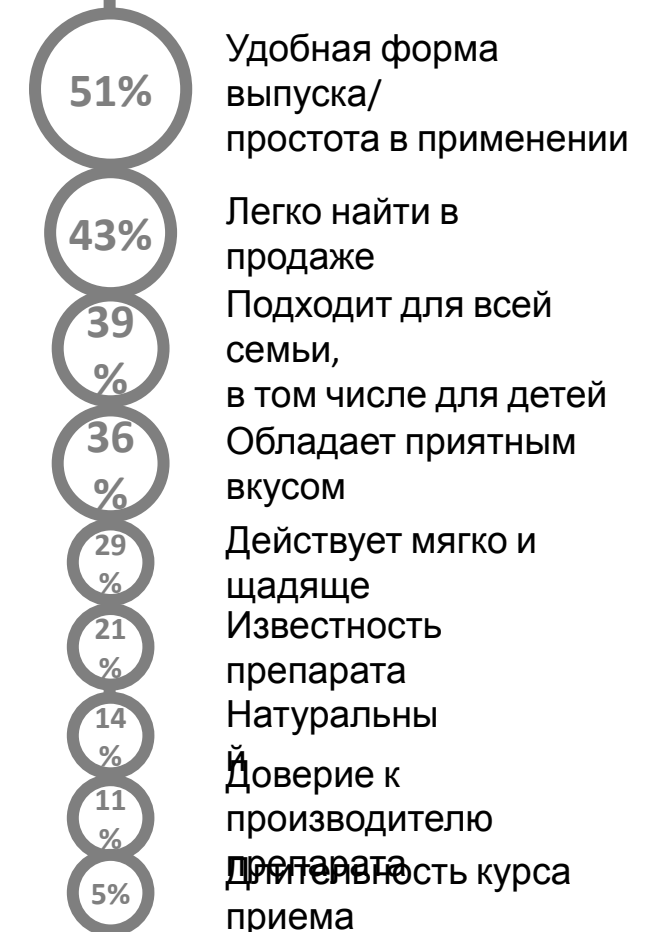 51%
Удобная форма
выпуска/
простота в применении
43%
Легко найти в
продаже
39
%
Подходит для всей
семьи,
в том числе для детей
36
%
Обладает приятным
вкусом
29
%
Действует мягко и
щадяще
21
%
Известность
препарата
14
%
Натуральны
й
11
%
Доверие к
производителю
препарата
5%
Длительность курса
приема